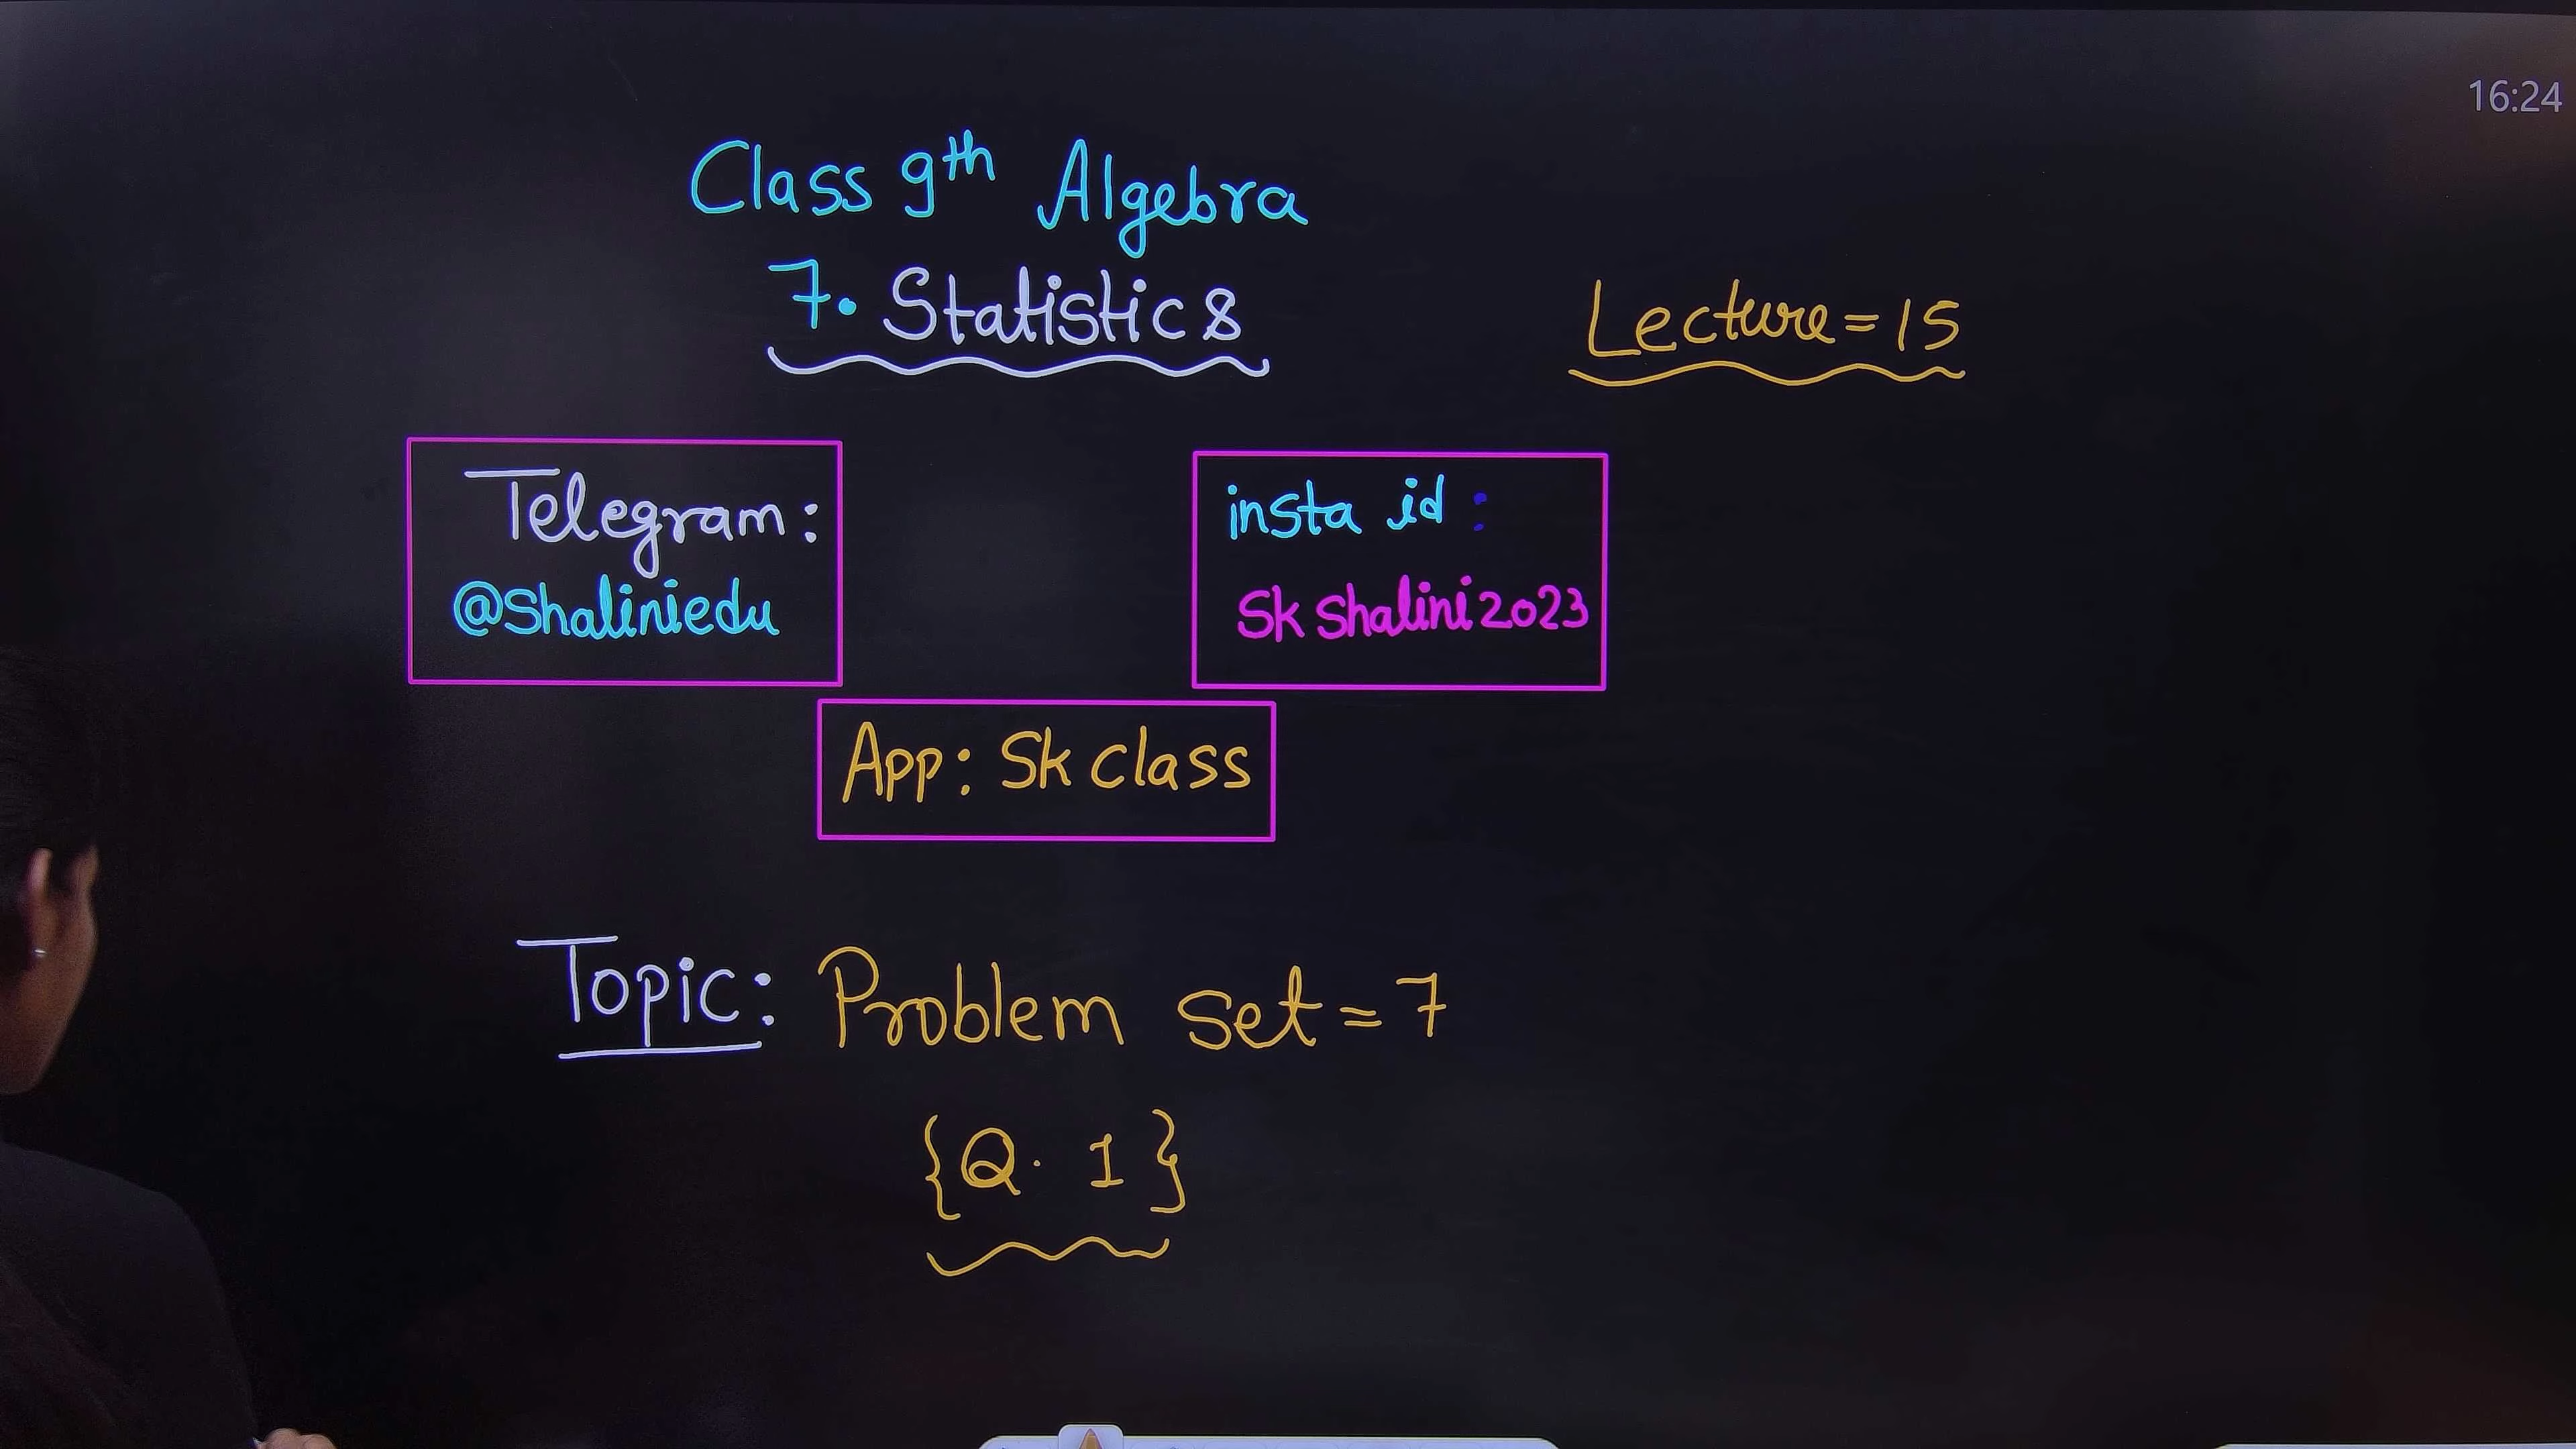 16:24
Class 9th Algebra
7. Statistics
Lecture = 15
Telegram:
@Shaliniedu
insta id:
Sk Shalini 2023
App: Sk Class
Topic: Problem set = 7
{Q. 1}